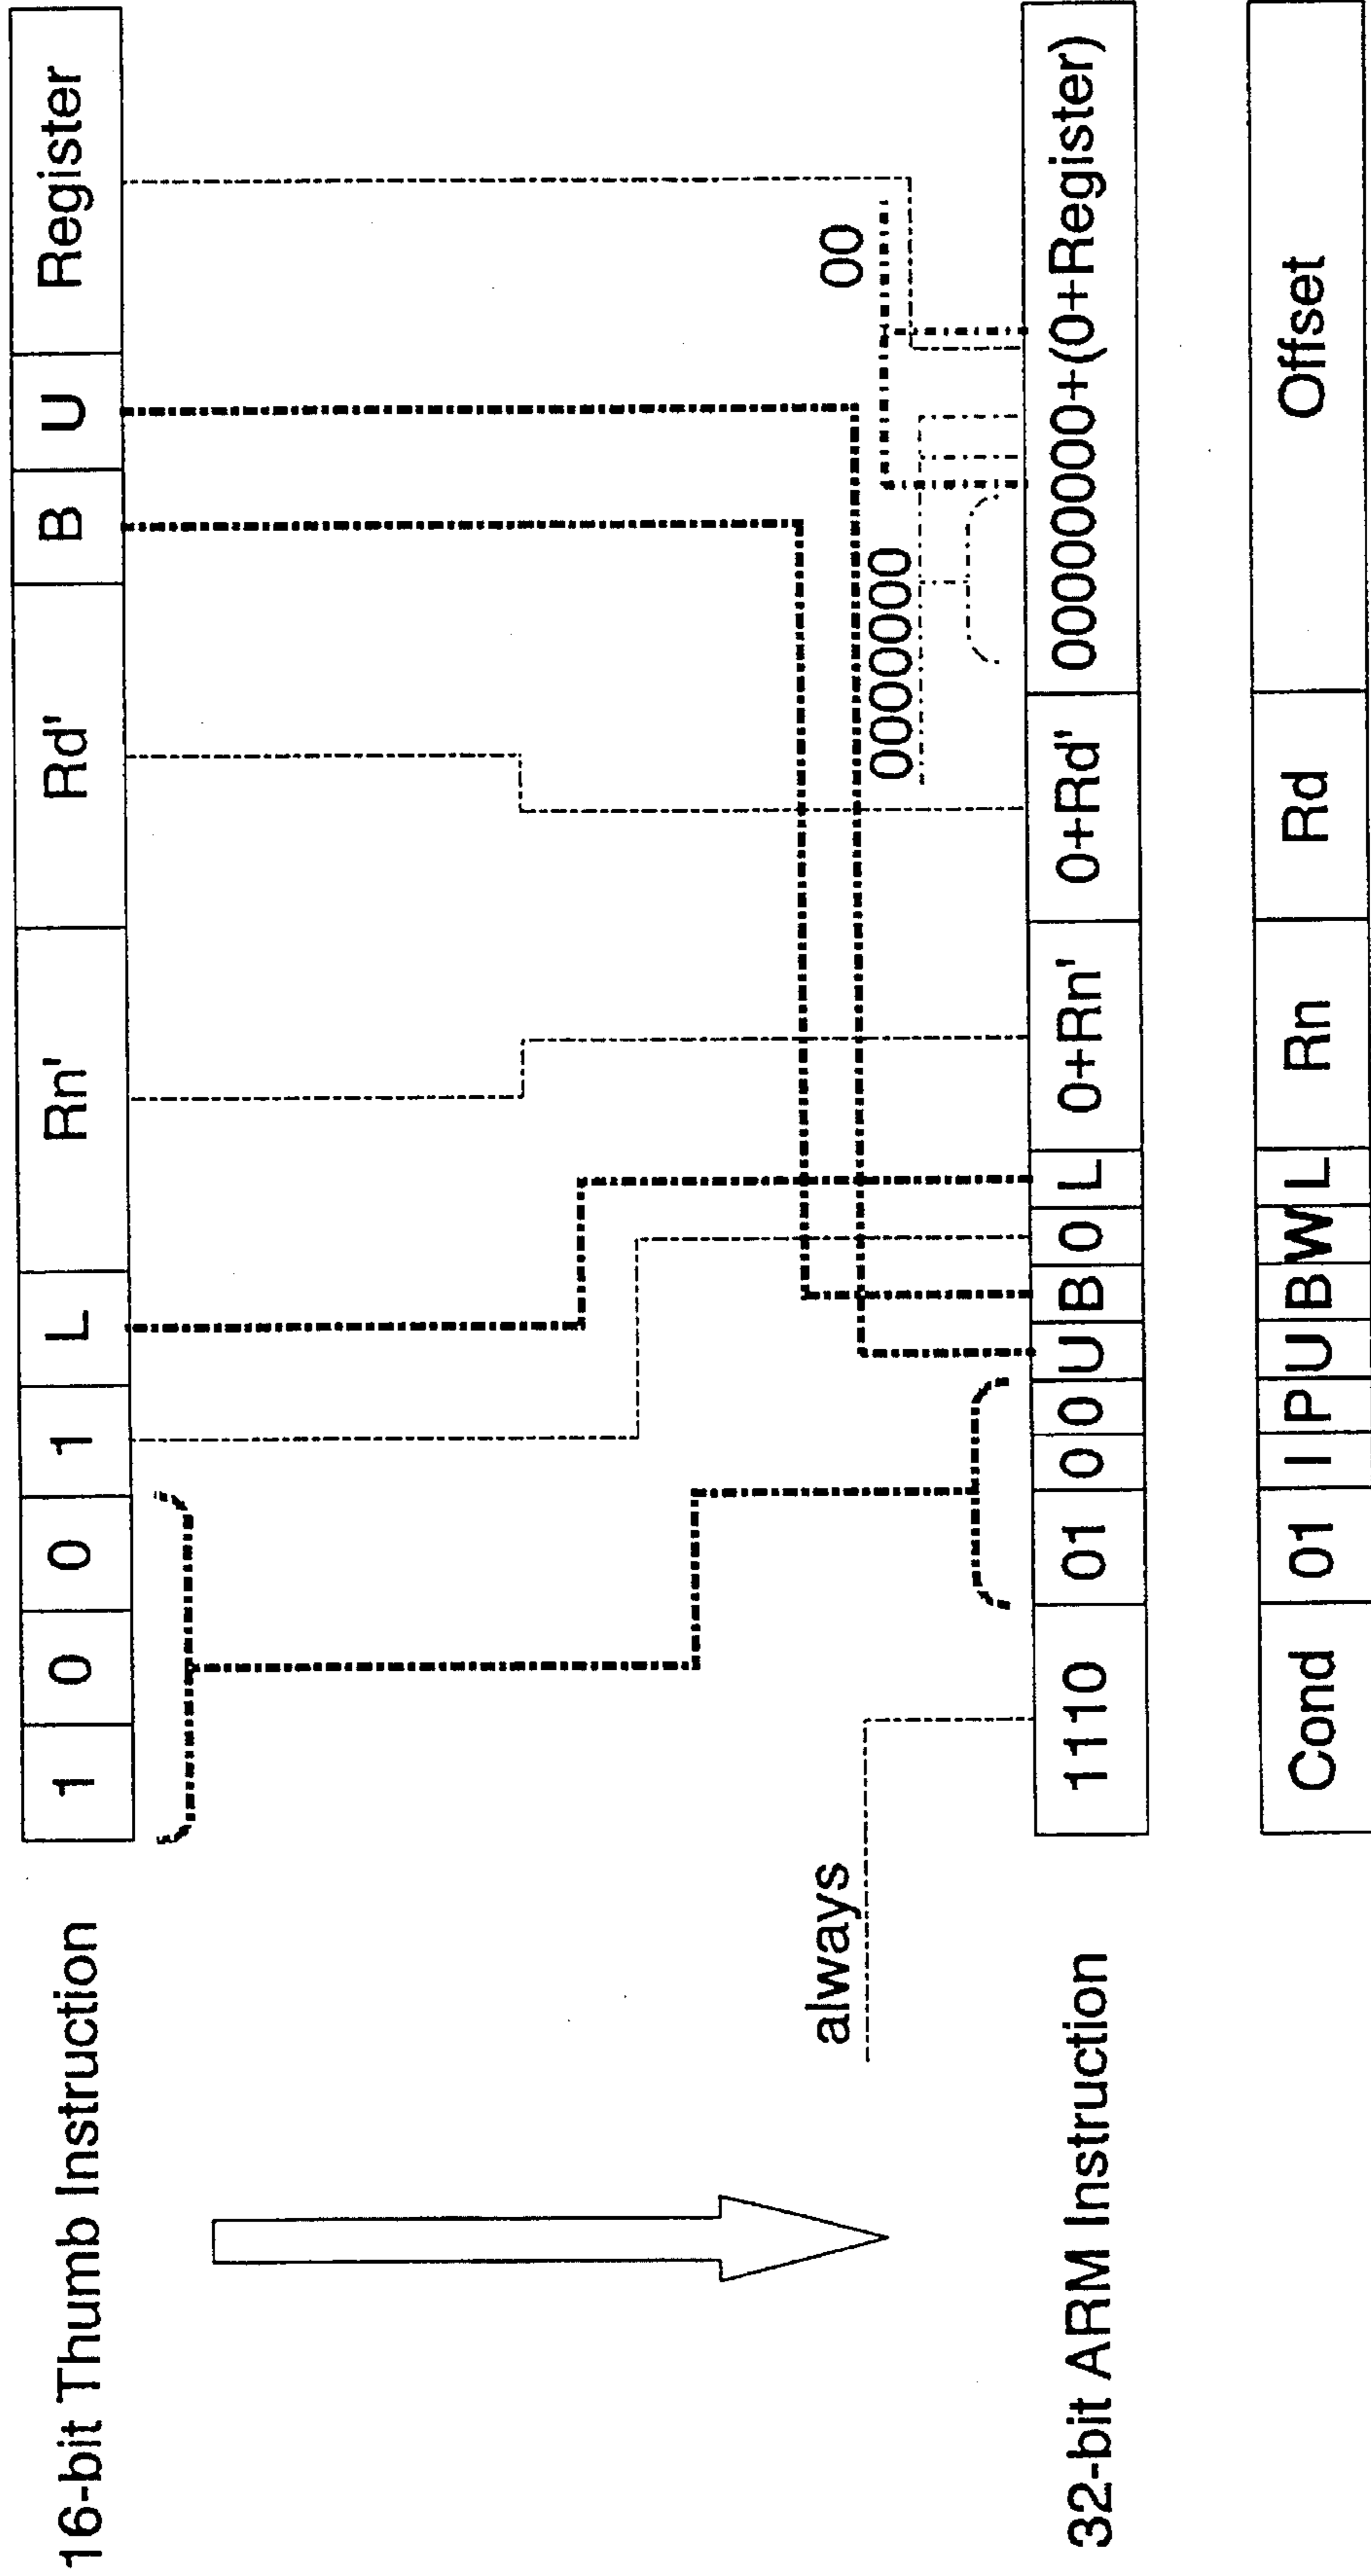 16-bit Thumb Instruction
1 0 0 1 L Rn' Rd' B U Register
always
0000000
00
32-bit ARM Instruction
1110 01 0 0 U B 0 L 0+Rn' 0+Rd' 00000000+(0+Register)
Cond 01 I P U B W L Rn Rd Offset